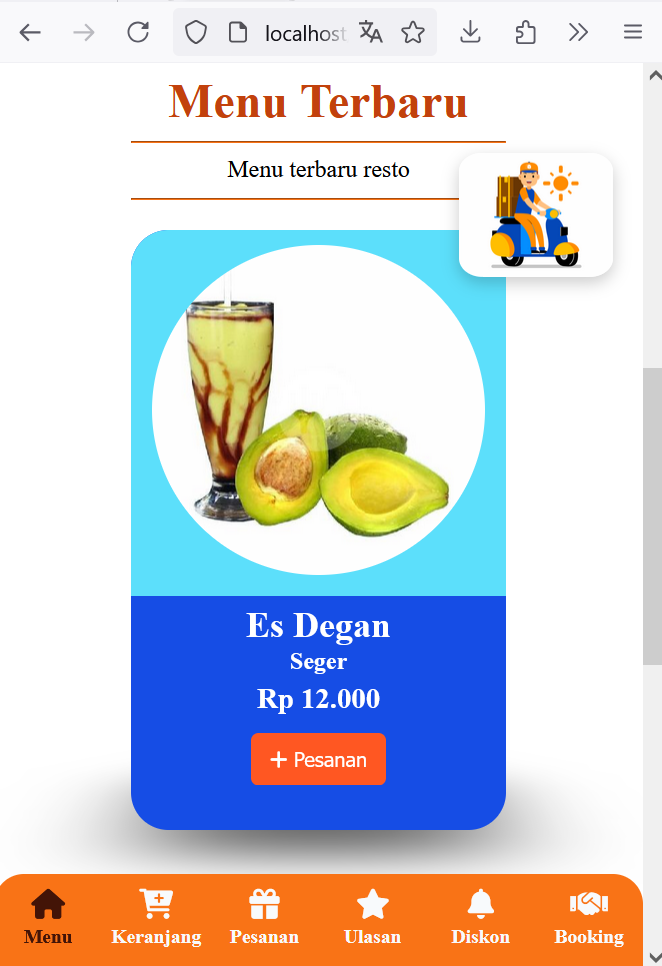 localhost
Menu Terbaru
Menu terbaru resto
Es Degan
Seger
Rp 12.000
+ Pesanan
Menu
Keranjang
Pesanan
Ulasan
Diskon
Booking